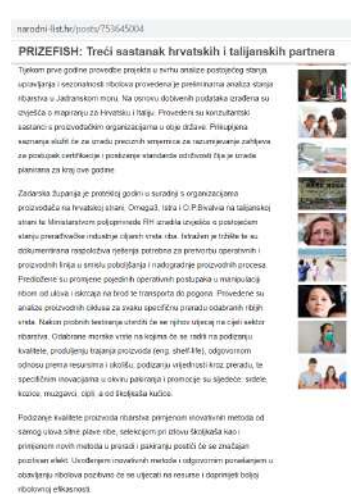 narodni-list.hr/posts/753645004
PRIZEFISH: Treći sastanak hrvatskih i talijanskih partnera
Tijekom prve godine provedbe projekta u svrhu analize postojećeg stanja
upravljanja i sezonalnosti ribolova provedena je preliminarna analiza stanja
ribarstva u Jadranskom moru. Na osnovu dobivenih podataka izrađena su
izvješća o mapiranju za Hrvatsku i Italiju. Provedeni su konzultantski
sastanci s proizvođačkim organizacijama u obje države. Prikupljena
saznanja služit će za izradu preciznih smjernica za razumijevanje zahtjeva
za postupak certifikacije i postizanje standarda održivosti čija je izrada
planirana za kraj ove godine.
Zadarska županija je protekloj godini u suradnji s organizacijama
proizvođača na hrvatskoj strani, Omega3, Istra i O.P.Bivalvia na talijanskoj
strani te Ministarstvom poljoprivrede RH izradila izvješća o postojećem
stanju prerađivačke industrije ciljanih vrsta riba. Istražen je tržište te su
dokumentirana raspoloživa rješenja potrebna za pretvorbu operativnih i
proizvodnih linija u smislu poboljšanja i nadogradnje proizvodnih procesa.
Predložene su promjene pojedinih operativnih postupaka u manipulaciji
ribom od ulova i iskrcaja na brod te transporta do pogona. Provedene su
analize proizvodnih ciklusa za svaku specifičnu preradu odabranih ribljih
vrsta. Nakon probnih testiranja utvrdit će se njihov utjecaj na cijeli sektor
ribarstva. Odabrane morske vrste na kojima će se raditi na podizanju
kvalitete, produljenju trajanja proizvoda (eng. shelf-life), odgovornom
odnosu prema resursima i okolišu, podizanju vrijednosti kroz preradu, te
specifičnim inovacijama u okviru pakiranja i promocije su sljedeće: srdele,
kozice, muzgavci, cipli a od školjkaša kućice.
Podizanje kvalitete proizvoda ribarstva primjenom inovativnih metoda od
samog ulova sitne plave ribe, selekcijom pri izlovu školjkaša kao i
primjenom novih metoda u preradi i pakiranju postići će se značajan
pozitivan efekt. Uvođenjem inovativnih metoda i odgovornim ponašanjem u
obavljanju ribolova pozitivno će se utjecati na resurse i doprinijeti boljoj
ribolovnoj efikasnosti.